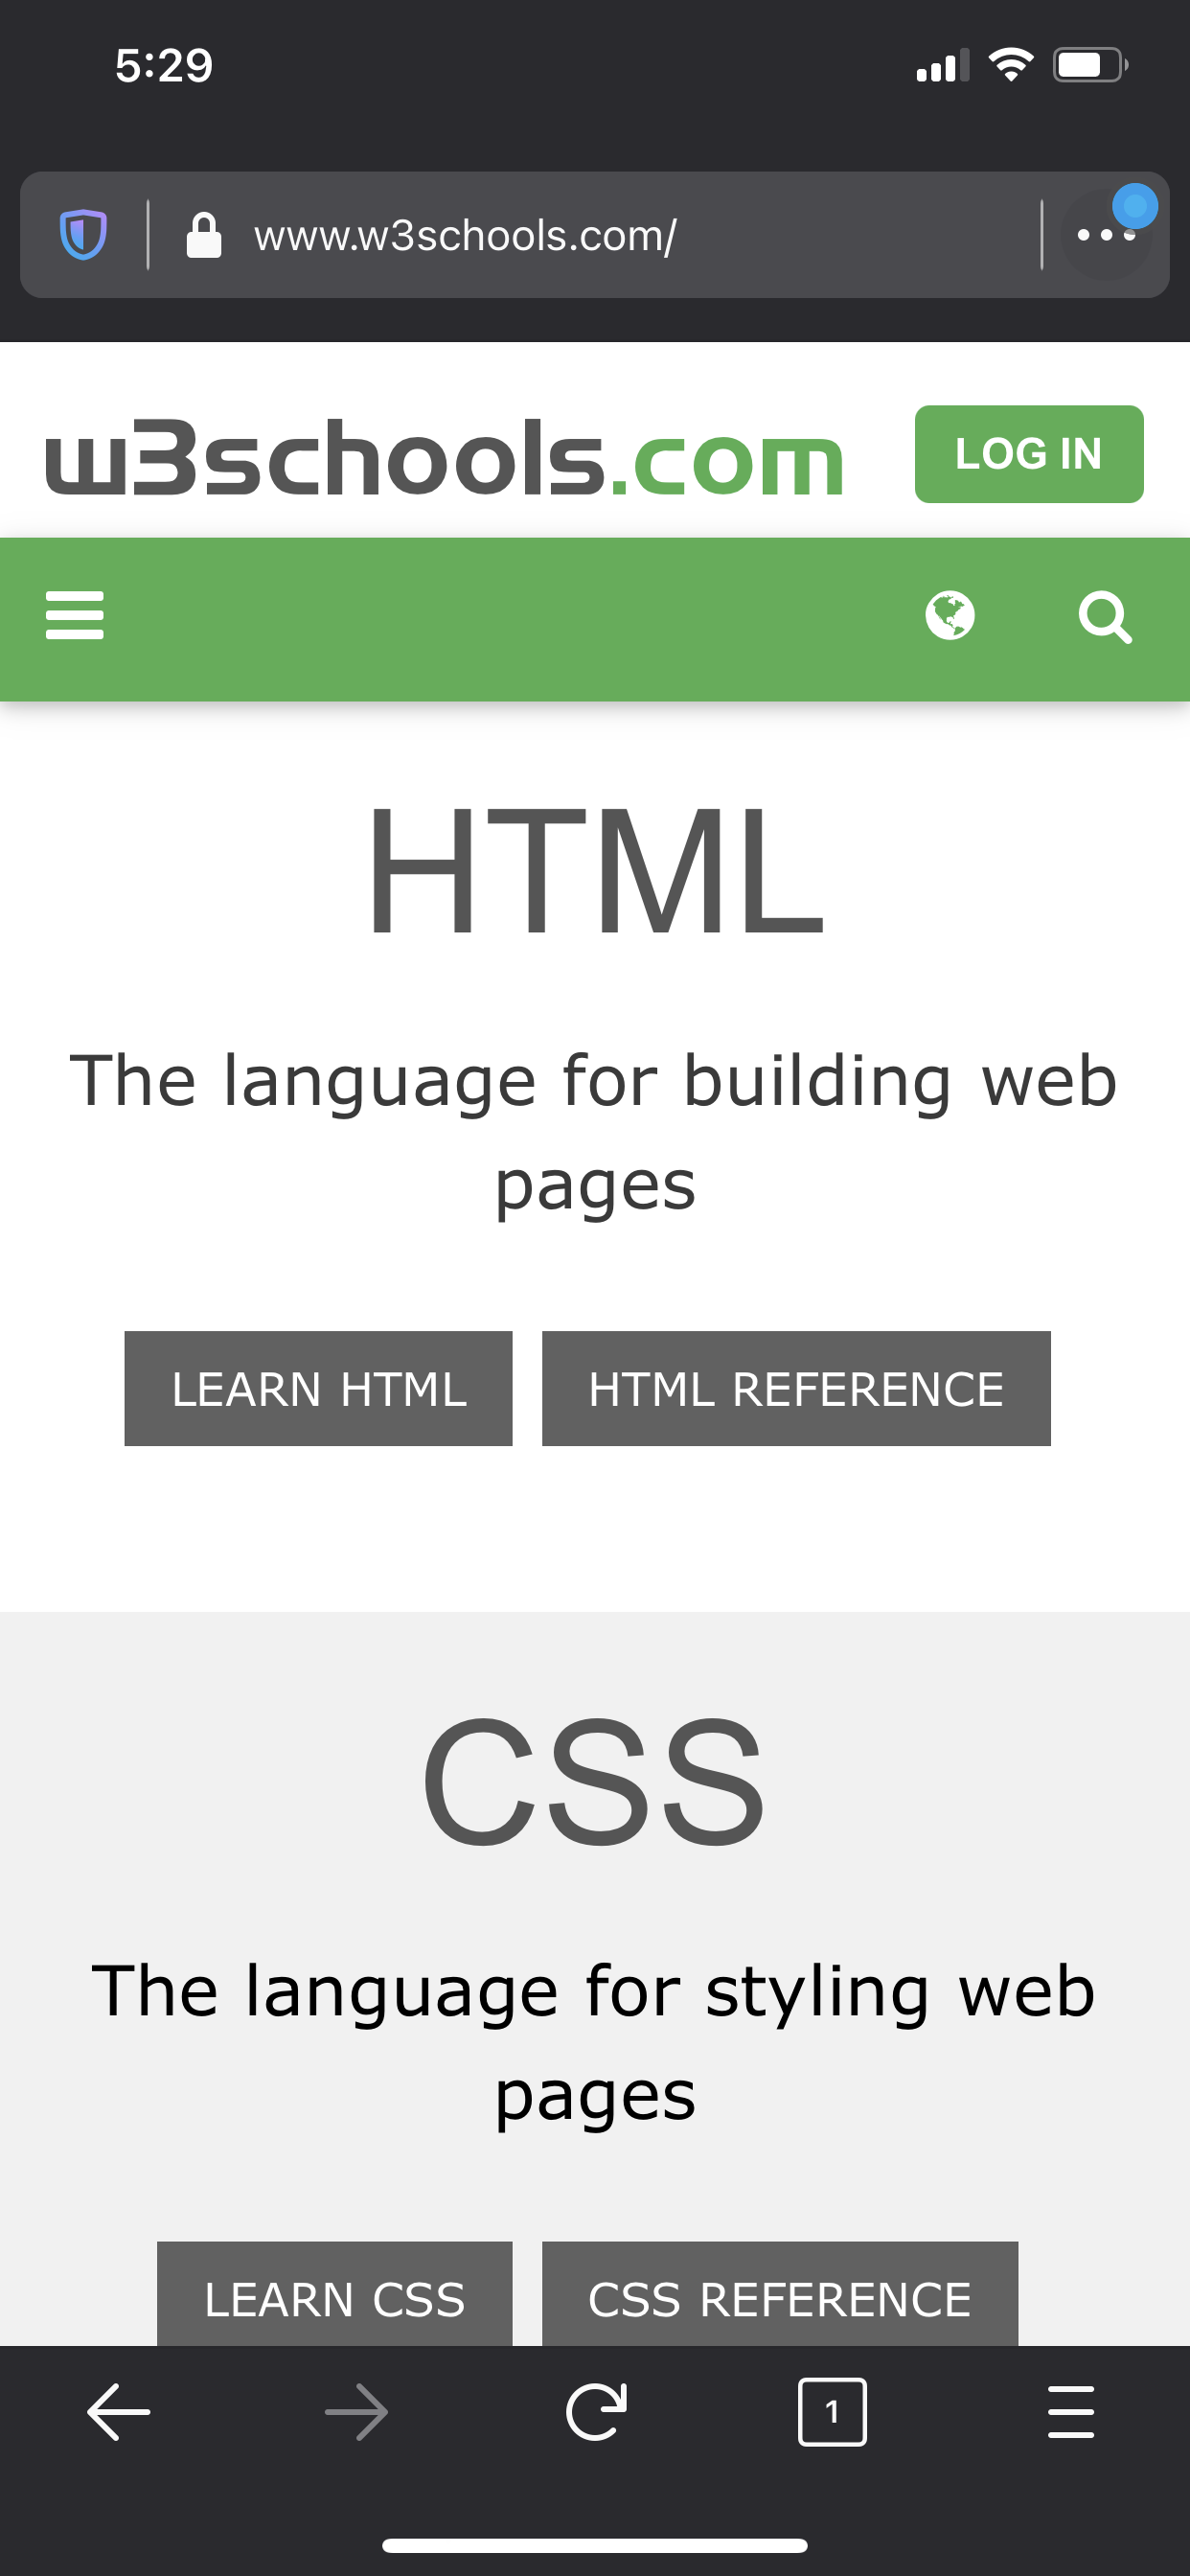 5:29
www.w3schools.com/
w3schools.com
LOG IN
HTML
The language for building web
pages
LEARN HTML
HTML REFERENCE
CSS
The language for styling web
pages
LEARN CSS
CSS REFERENCE
1